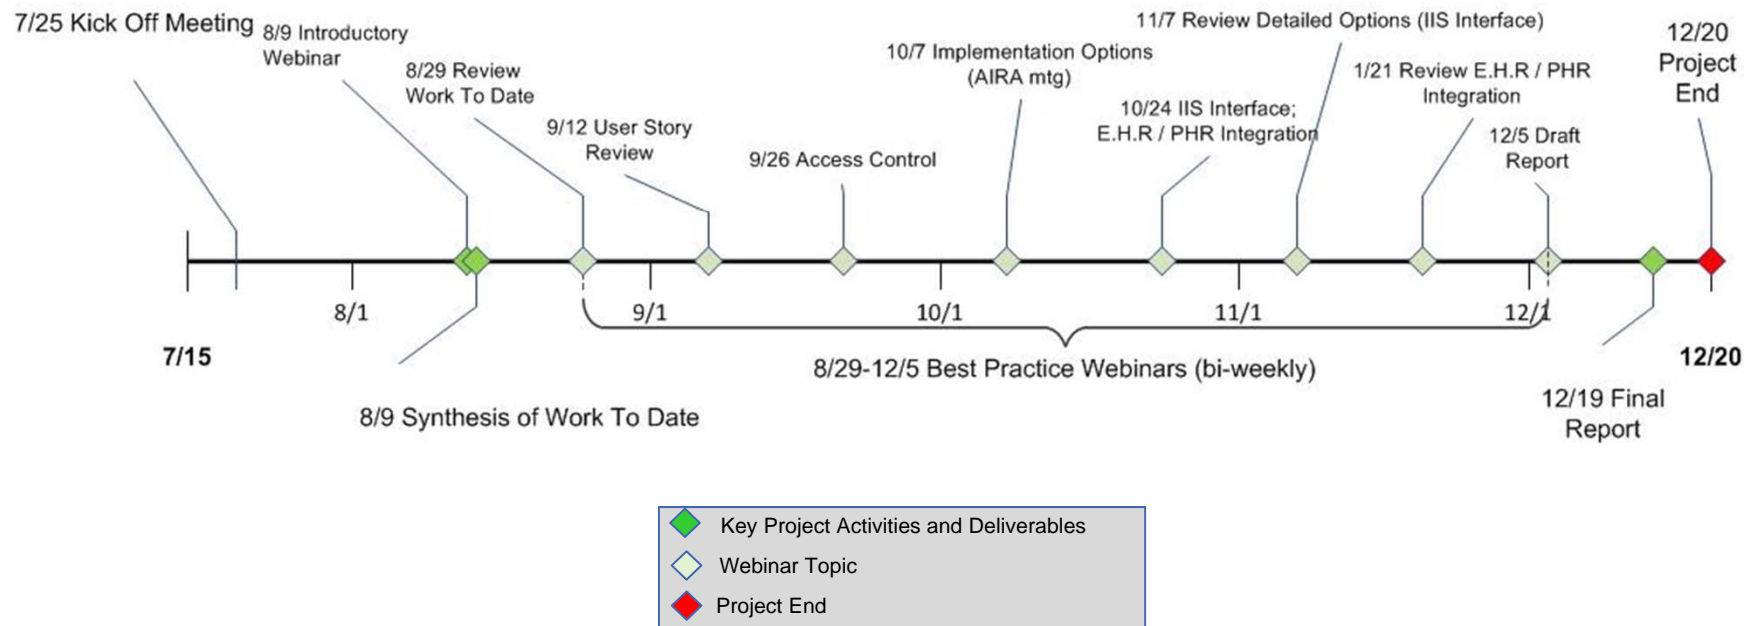 7/25 Kick Off Meeting
8/9 Introductory
Webinar
8/29 Review
Work To Date
9/12 User Story
Review
9/26 Access Control
10/7 Implementation Options
(AIRA mtg)
10/24 IIS Interface;
E.H.R / PHR Integration
11/7 Review Detailed Options (IIS Interface)
1/21 Review E.H.R / PHR
Integration
12/5 Draft
Report
12/20
Project
End
8/1
9/1
10/1
11/1
12/1
7/15
12/20
8/9 Synthesis of Work To Date
8/29-12/5 Best Practice Webinars (bi-weekly)
12/19 Final
Report
Key Project Activities and Deliverables
Webinar Topic
Project End